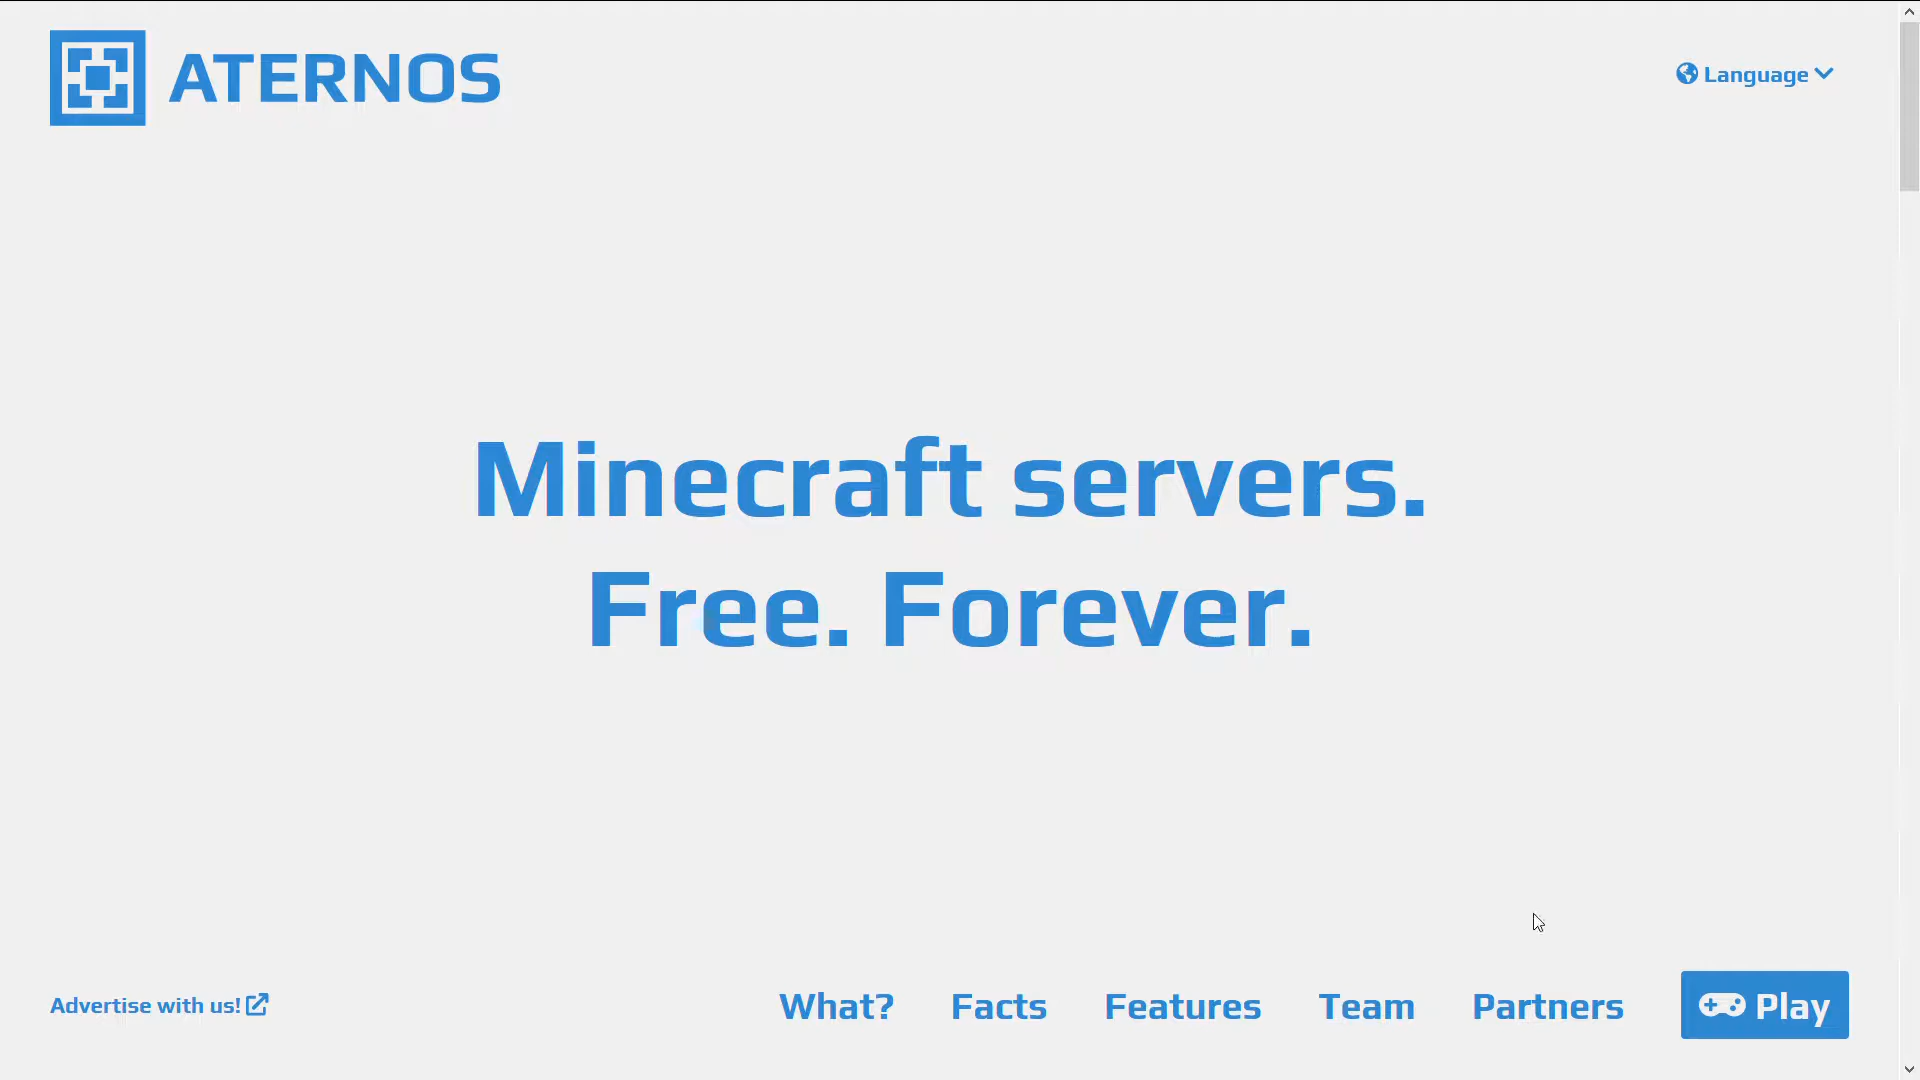 ATERNOS
Language
Minecraft servers.
Free. Forever.
Advertise with us!
What?
Facts
Features
Team
Partners
Play